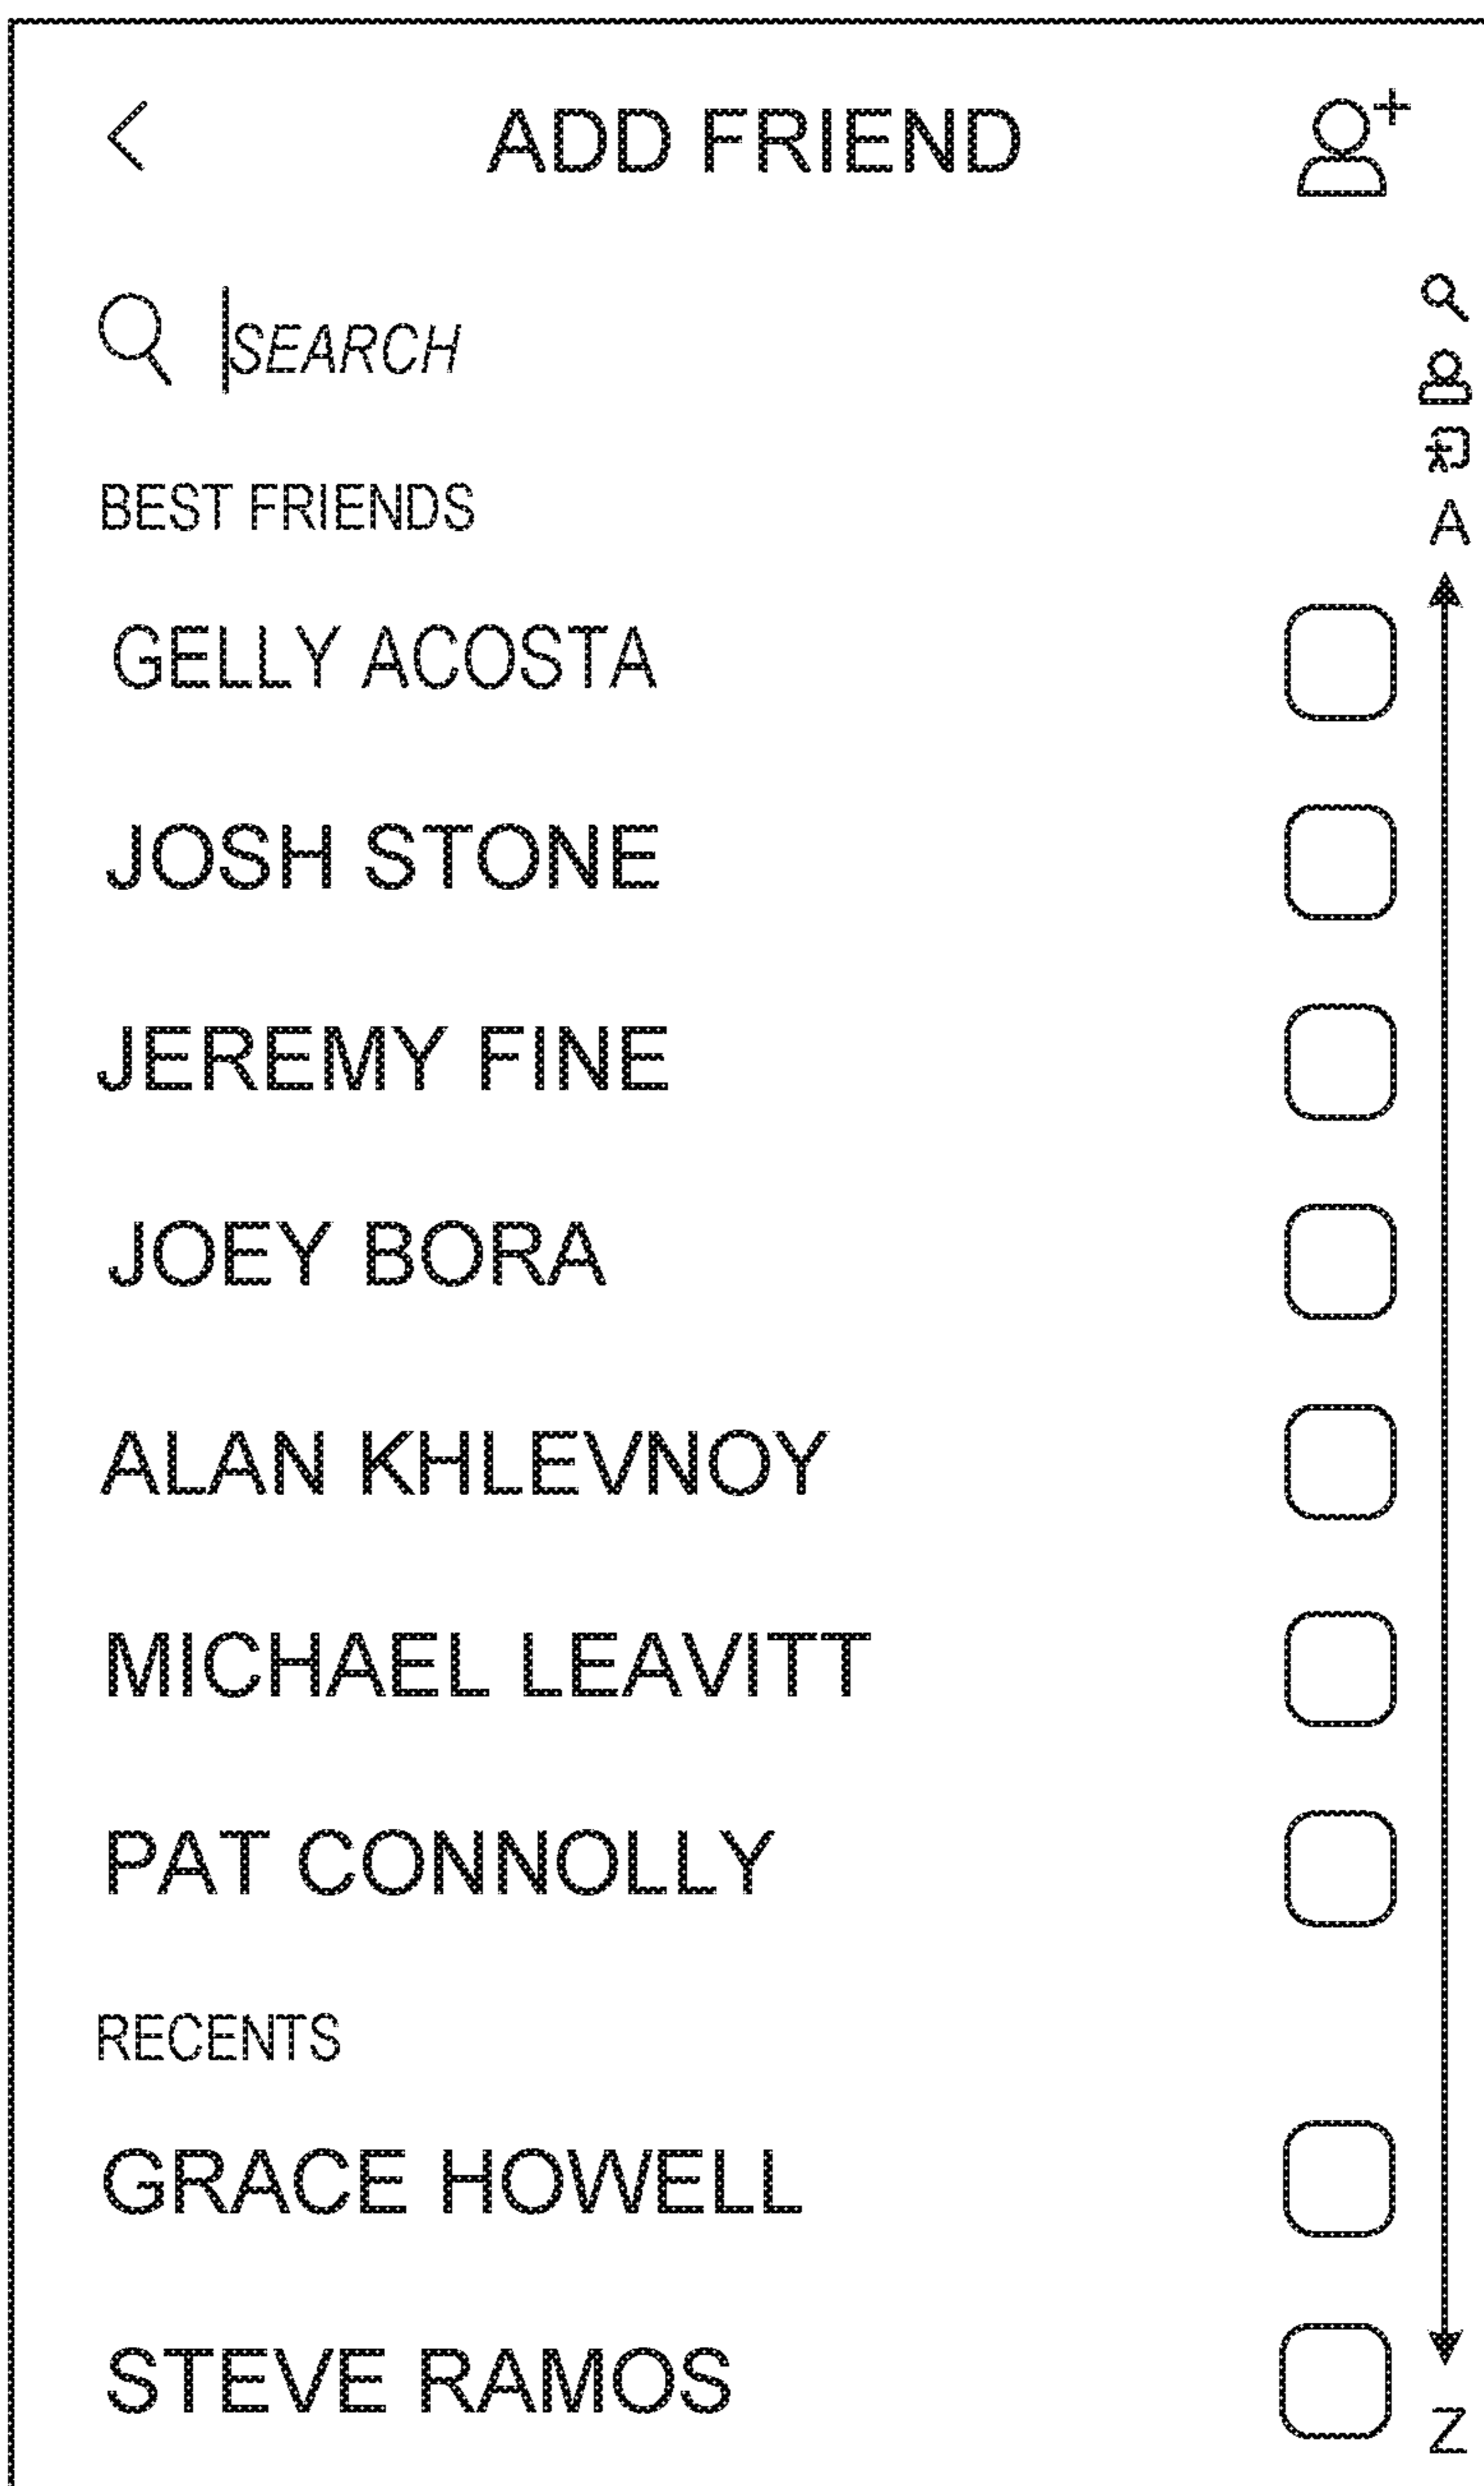 ADD FRIEND
SEARCH
BEST FRIENDS
A
GELLY ACOSTA
JOSH STONE
JEREMY FINE
JOEY BORA
ALAN KHLEVNOY
MICHAEL LEAVITT
PAT CONNOLLY
RECENTS
GRACE HOWELL
STEVE RAMOS
Z